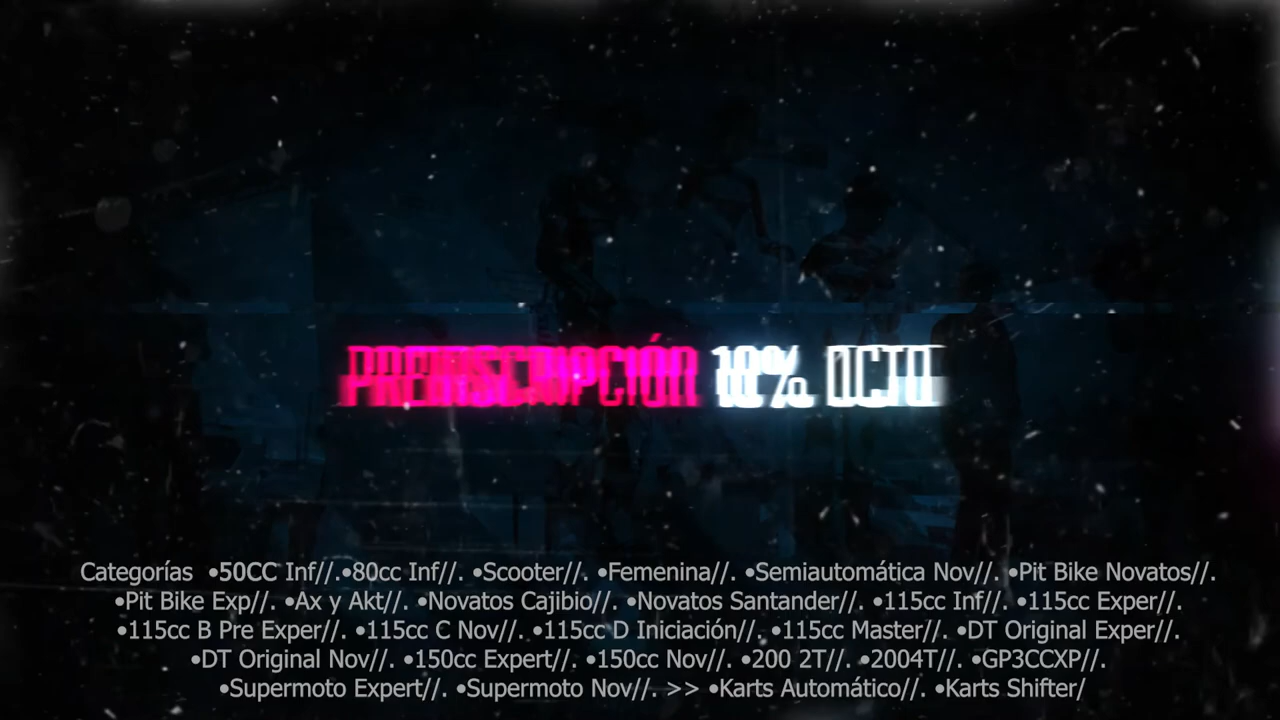 PREINSCRIPCIÓN
Categorías •50CC Inf//.•80cc Inf//. •Scooter//. •Femenina//. •Semiautomática Nov//. •Pit Bike Novatos//.
•Pit Bike Exp//. •Ax y Akt//. •Novatos Cajibio//. •Novatos Santander//. •115cc Inf//. •115cc Exper//.
•115cc B Pre Exper//. •115cc C Nov//. •115cc D Iniciación//. •115cc Master//. •DT Original Exper//.
•DT Original Nov//. •150cc Expert//. •150cc Nov//. •200 2T//. •2004T//. •GP3CCXP//.
•Supermoto Expert//. •Supermoto Nov//. >> •Karts Automático//. •Karts Shifter/